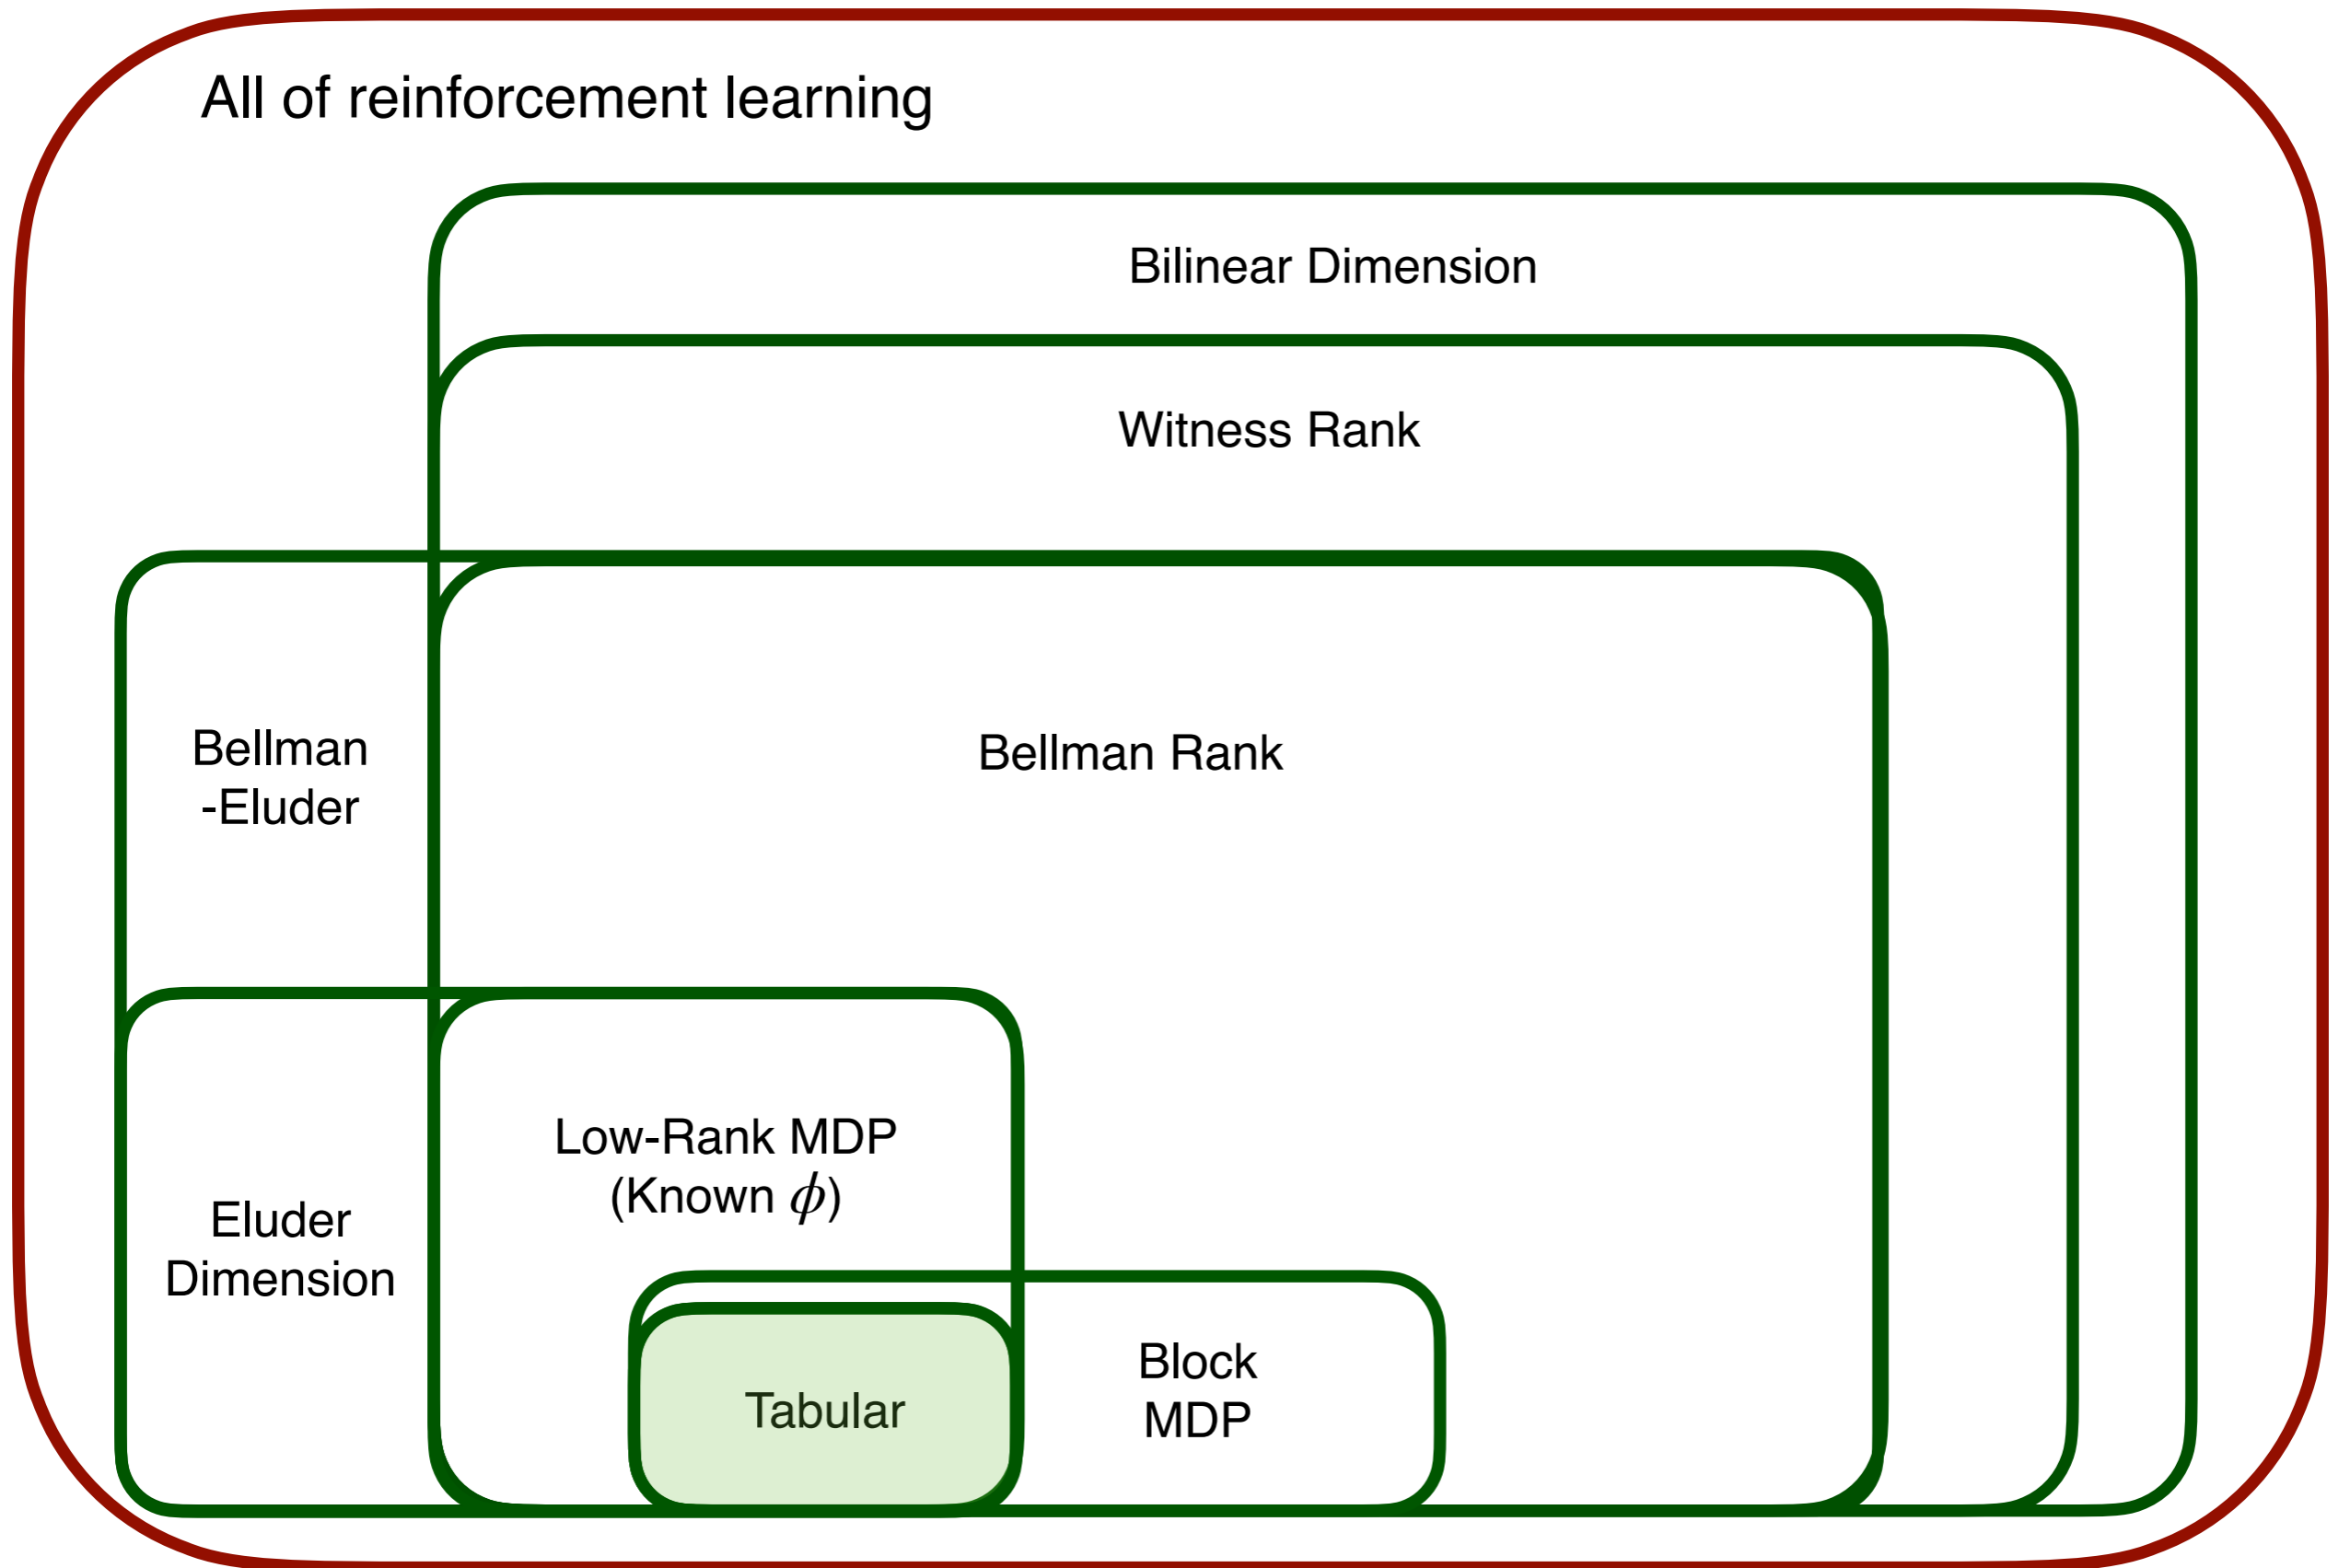 All of reinforcement learning
Bilinear Dimension
Witness Rank
Bellman
-Eluder
Bellman Rank
Low-Rank MDP
(Known ϕ)
Eluder
Dimension
Block
MDP
Tabular